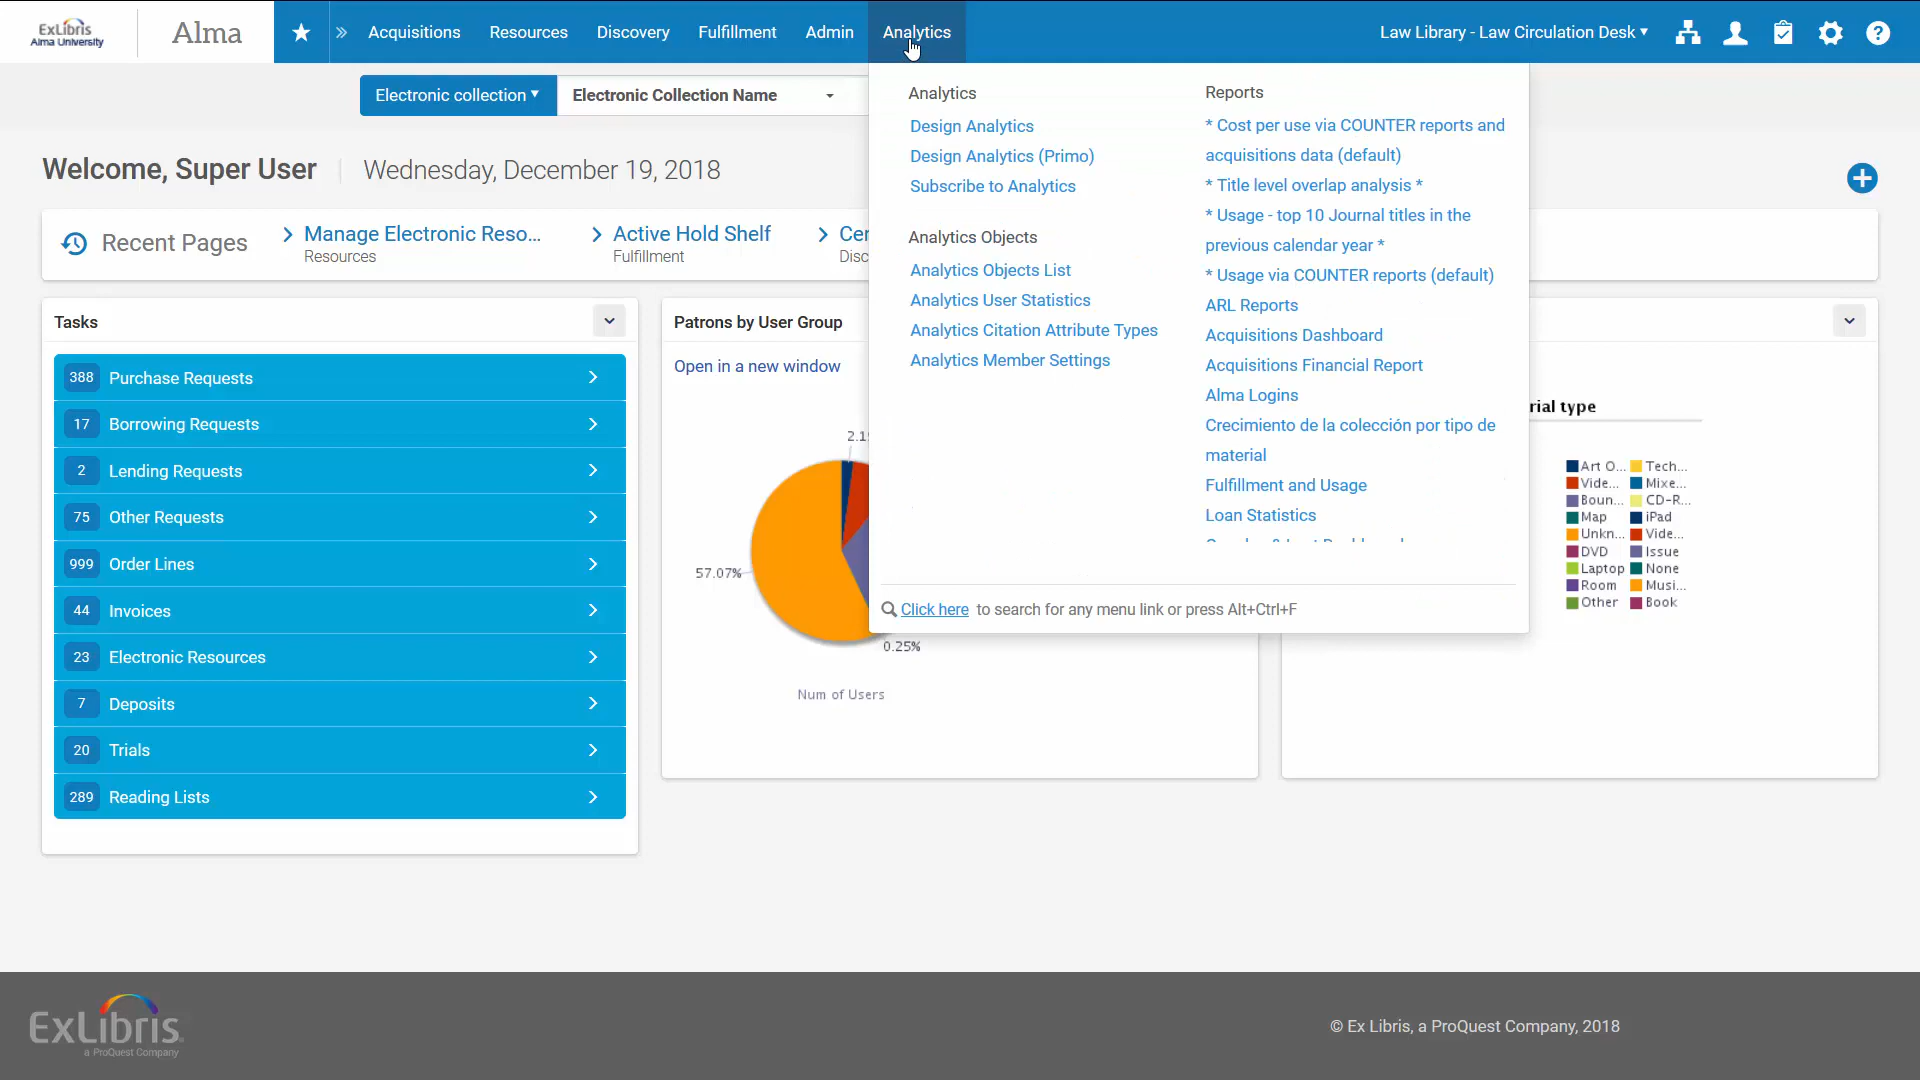 ExLibris
Alma University
Alma
Acquisitions
Resources
Discovery
Fulfillment
Admin
Analytics
Law Library - Law Circulation Desk
Electronic collection
Electronic Collection Name
Welcome, Super User
Wednesday, December 19, 2018
Recent Pages
Manage Electronic Reso...
Resources
Active Hold Shelf
Fulfillment
Cer
Disc
Analytics
Design Analytics
Design Analytics (Primo)
Subscribe to Analytics
Analytics Objects
Analytics Objects List
Analytics User Statistics
Analytics Citation Attribute Types
Analytics Member Settings
Reports
* Cost per use via COUNTER reports and
acquisitions data (default)
* Title level overlap analysis *
* Usage - top 10 Journal titles in the
previous calendar year *
* Usage via COUNTER reports (default)
ARL Reports
Acquisitions Dashboard
Acquisitions Financial Report
Alma Logins
Crecimiento de la colección por tipo de
material
Fulfillment and Usage
Loan Statistics
Click here to search for any menu link or press Alt+Ctrl+F
Tasks
388 Purchase Requests
17 Borrowing Requests
2 Lending Requests
75 Other Requests
999 Order Lines
44 Invoices
23 Electronic Resources
7 Deposits
20 Trials
289 Reading Lists
Patrons by User Group
Open in a new window
2.1
57.07%
0.25%
Num of Users
rial type
Art O... Tech...
Vide... Mixe...
Boun... CD-R...
Map iPad
Unkn... Vide...
DVD Issue
Laptop None
Room Musi...
Other Book
ExLibris
a ProQuest Company
© Ex Libris, a ProQuest Company, 2018